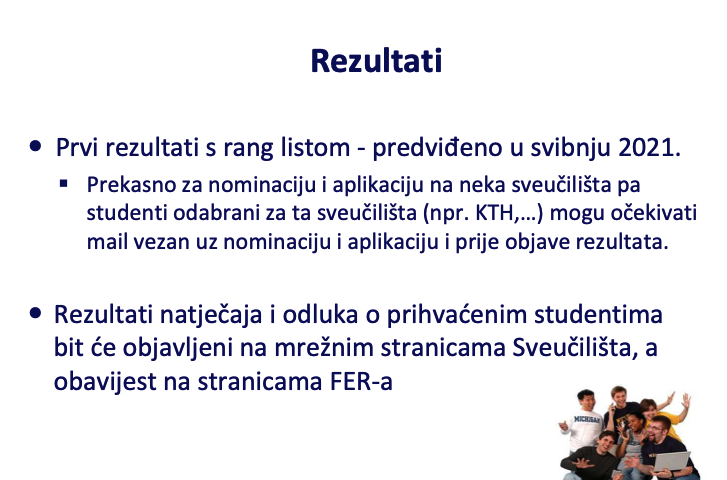 Rezultati
• Prvi rezultati s rang listom - predviđeno u svibnju 2021.
▪ Prekasno za nominaciju i aplikaciju na neka sveučilišta pa
studenti odabrani za ta sveučilišta (npr. KTH,...) mogu očekivati
mail vezan uz nominaciju i aplikaciju i prije objave rezultata.
• Rezultati natječaja i odluka o prihvaćenim studentima
bit će objavljeni na mrežnim stranicama Sveučilišta, a
obavijest na stranicama FER-a
MICHIGAN